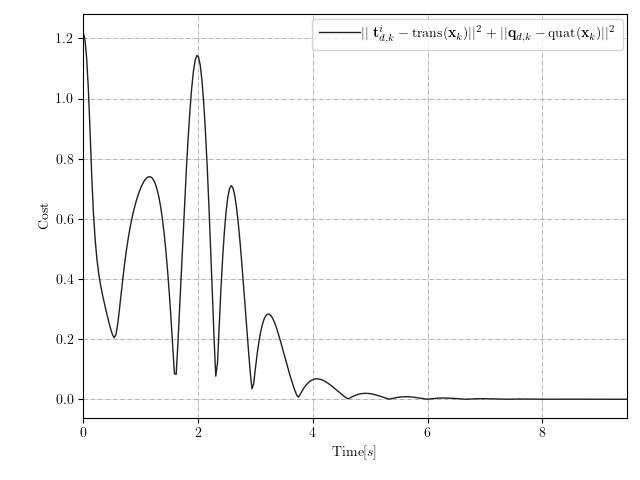 || t^i_{d,k} − trans(x_k)||^2 + ||q_{d,k} − quat(x_k)||^2
1.2
1.0
0.8
0.6
0.4
0.2
0.0
Cost
0 2 4 6 8
Time[s]